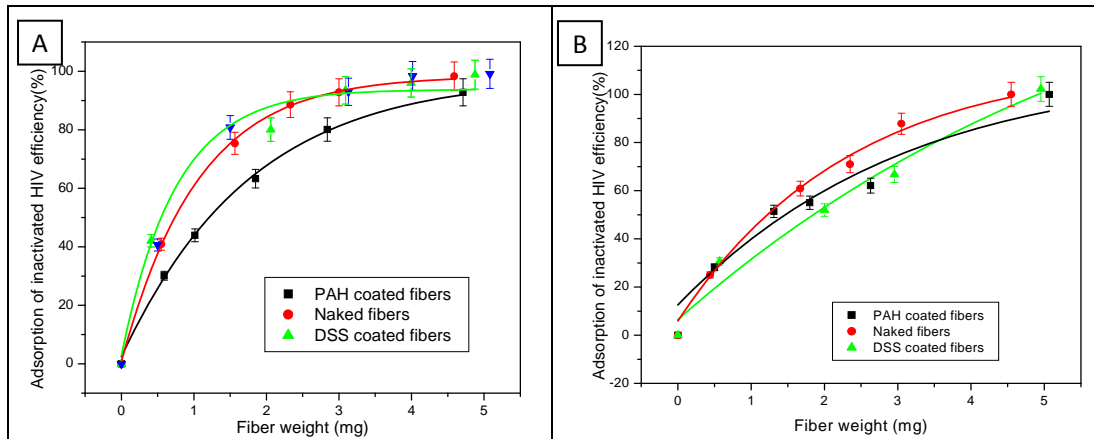 A
Adsorption of inactivated HIV efficiency(%)
100
80
60
40
20
0
PAH coated fibers
Naked fibers
DSS coated fibers
0 1 2 3 4 5
Fiber weight (mg)
B
Adsorption of inactivated HIV efficiency(%)
120
100
80
60
40
20
0
-20
PAH coated fibers
Naked fibers
DSS coated fibers
0 1 2 3 4 5
Fiber weight (mg)